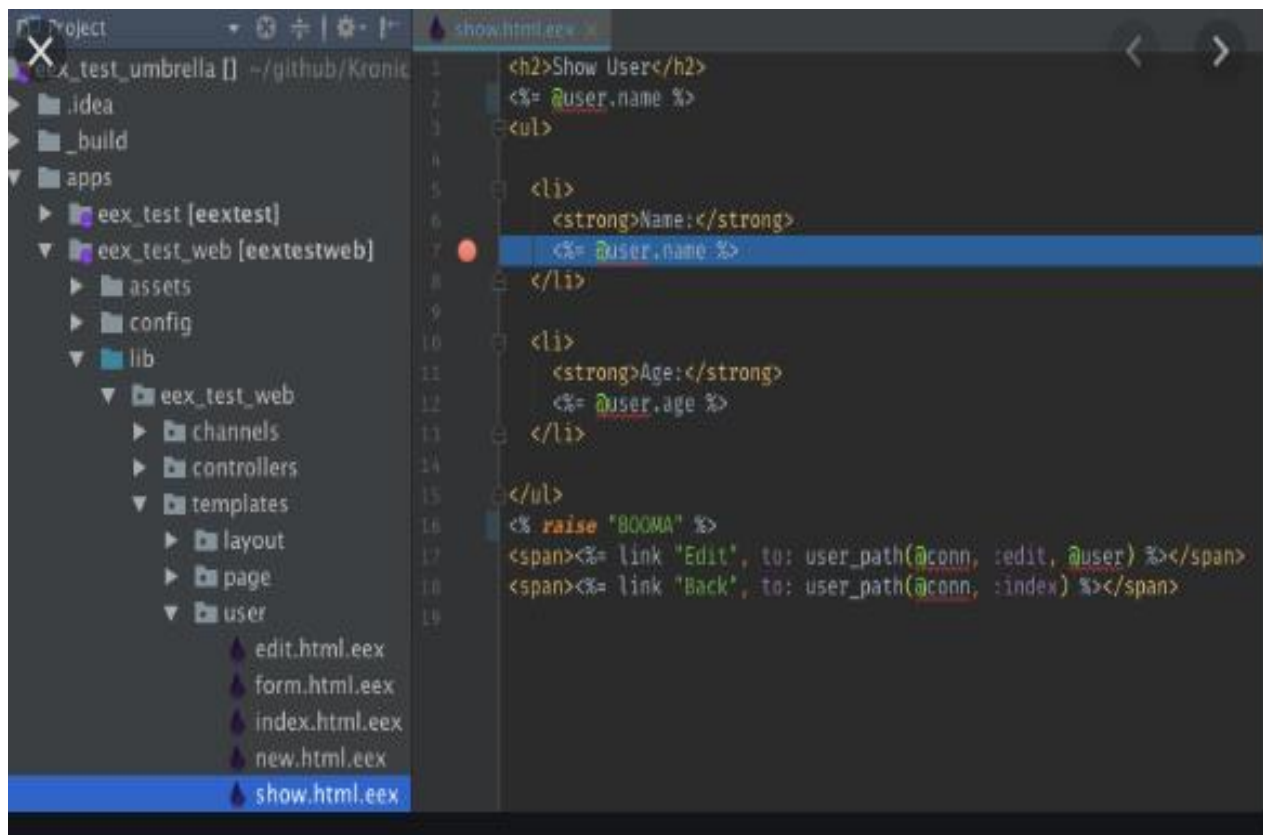 Project
eex_test_umbrella [] ~/github/Kronic
.idea
_build
apps
eex_test [eextest]
eex_test_web [eextestweb]
assets
config
lib
eex_test_web
channels
controllers
templates
layout
page
user
edit.html.eex
form.html.eex
index.html.eex
new.html.eex
show.html.eex
show.html.eex
1 <h2>Show User</h2>
2 <%= @user.name %>
3 <ul>
4
5 <li>
6 <strong>Name:</strong>
7 <%= @user.name %>
8 </li>
9
10 <li>
11 <strong>Age:</strong>
12 <%= @user.age %>
13 </li>
14
15 </ul>
16 <% raise "BOOMA" %>
17 <span><%= link "Edit", to: user_path(@conn, :edit, @user) %></span>
18 <span><%= link "Back", to: user_path(@conn, :index) %></span>
19